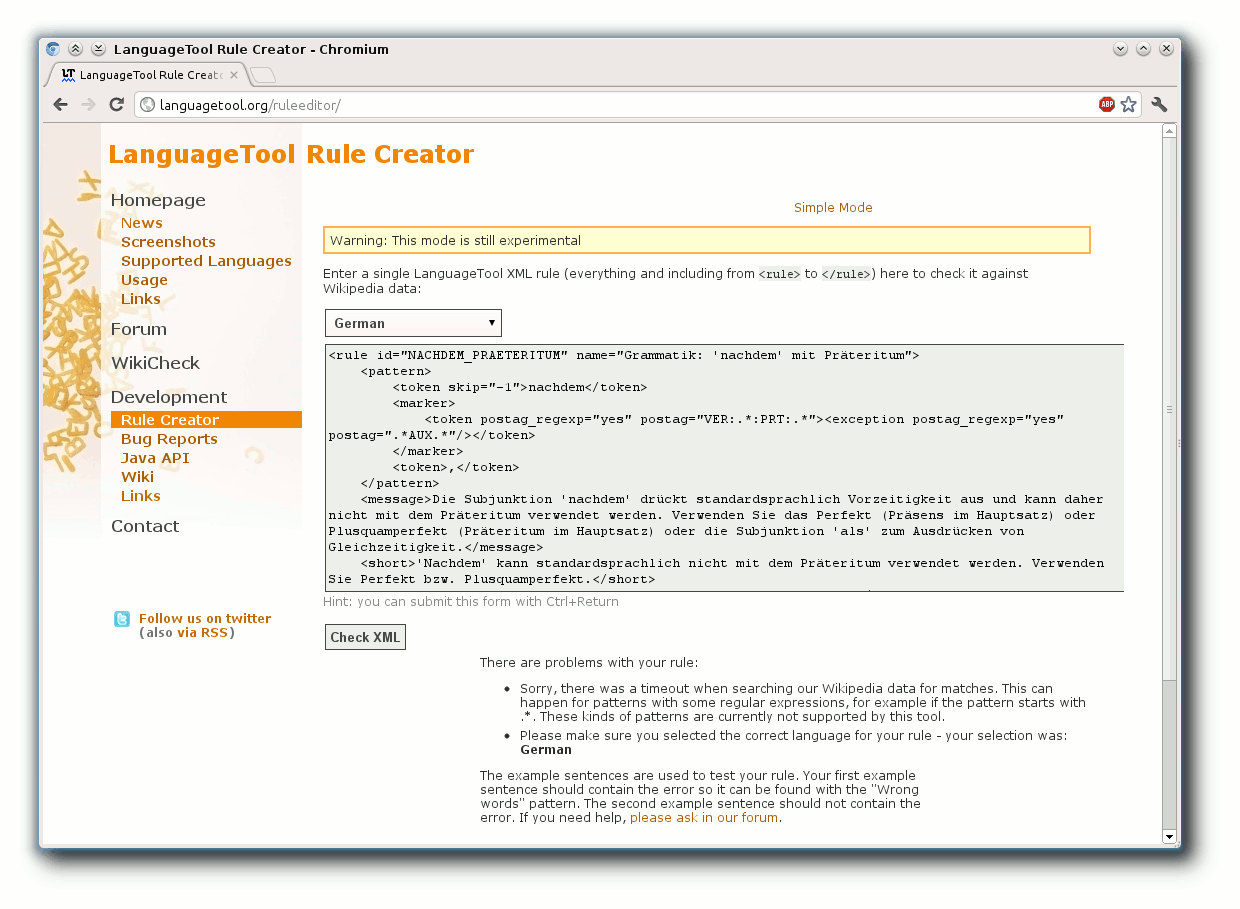 LanguageTool Rule Creator - Chromium
LT LanguageTool Rule Creato
languagetool.org/ruleeditor/
ABP
LanguageTool Rule Creator
Homepage
News
Screenshots
Supported Languages
Usage
Links
Forum
WikiCheck
Development
Rule Creator
Bug Reports
Java API
Wiki
Links
Contact
Follow us on twitter
(also via RSS)
Simple Mode
Warning: This mode is still experimental
Enter a single LanguageTool XML rule (everything and including from <rule> to </rule>) here to check it against
Wikipedia data:
German
<rule id="NACHDEM_PRAETERITUM" name="Grammatik: 'nachdem' mit Präteritum">
<pattern>
<token skip="-1">nachdem</token>
<marker>
<token postag_regexp="yes" postag="VER:.*:PRT:.*"><exception postag_regexp="yes"
postag=".*AUX.*"/></token>
</marker>
<token>,</token>
</pattern>
<message>Die Subjunktion 'nachdem' drückt standardsprachlich Vorzeitigkeit aus und kann daher
nicht mit dem Präteritum verwendet werden. Verwenden Sie das Perfekt (Präsens im Hauptsatz) oder
Plusquamperfekt (Präteritum im Hauptsatz) oder die Subjunktion 'als' zum Ausdrücken von
Gleichzeitigkeit.</message>
<short>'Nachdem' kann standardsprachlich nicht mit dem Präteritum verwendet werden. Verwenden
Sie Perfekt bzw. Plusquamperfekt.</short>
Hint: you can submit this form with Ctrl+Return
Check XML
There are problems with your rule:
• Sorry, there was a timeout when searching our Wikipedia data for matches. This can
happen for patterns with some regular expressions, for example if the pattern starts with
.*. These kinds of patterns are currently not supported by this tool.
• Please make sure you selected the correct language for your rule - your selection was:
German
The example sentences are used to test your rule. Your first example
sentence should contain the error so it can be found with the "Wrong
words" pattern. The second example sentence should not contain the
error. If you need help, please ask in our forum.